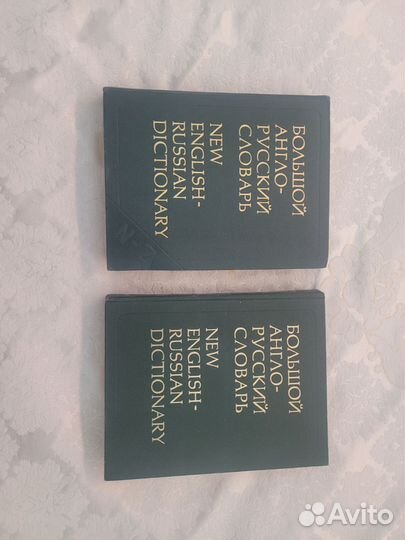 БОЛЬШОЙ
АНГЛО-
РУССКИЙ
СЛОВАРЬ
NEW
ENGLISH-
RUSSIAN
DICTIONARY
БОЛЬШОЙ
АНГЛО-
РУССКИЙ
СЛОВАРЬ
NEW
ENGLISH-
RUSSIAN
DICTIONARY
Avito